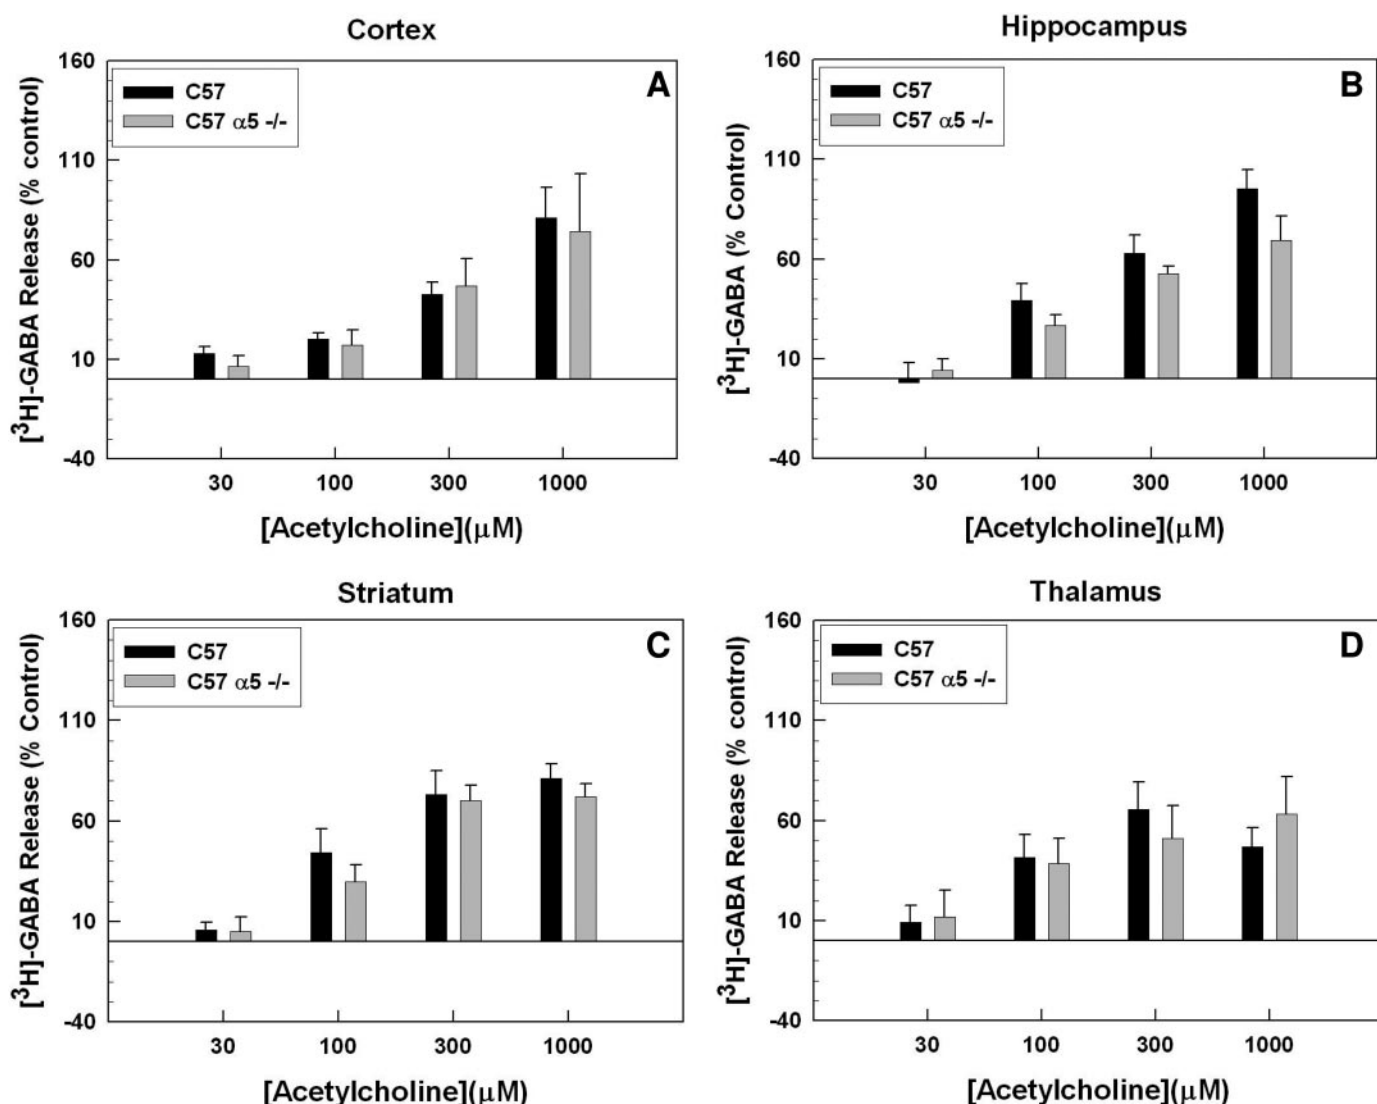 Cortex
160
110
60
10
-40
[³H]-GABA Release (% control)
C57
C57 α5 -/-
A
30 100 300 1000
[Acetylcholine](μM)
Hippocampus
160
110
60
10
-40
[³H]-GABA (% Control)
C57
C57 α5 -/-
B
30 100 300 1000
[Acetylcholine](μM)
Striatum
160
110
60
10
-40
[³H]-GABA Release (% Control)
C57
C57 α5 -/-
C
30 100 300 1000
[Acetylcholine](μM)
Thalamus
160
110
60
10
-40
[³H]-GABA Release (% control)
C57
C57 α5 -/-
D
30 100 300 1000
[Acetylcholine](μM)